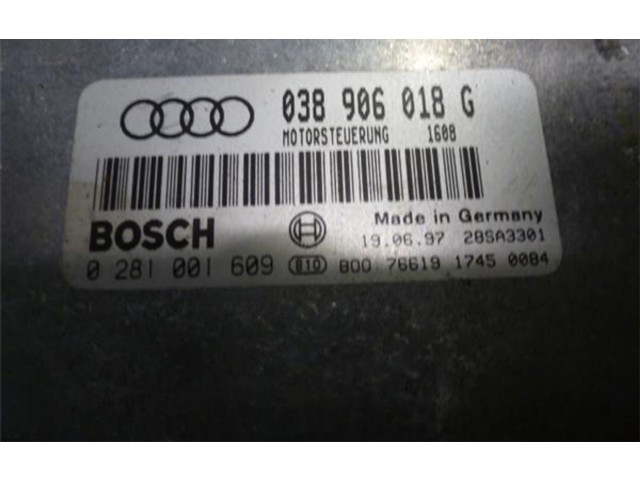 038 906 018 G
MOTORSTEUERUNG 1608
BOSCH Made in Germany
19.06.97 28SA3301
0 281 001 609 B10 800 76619 1745 0084